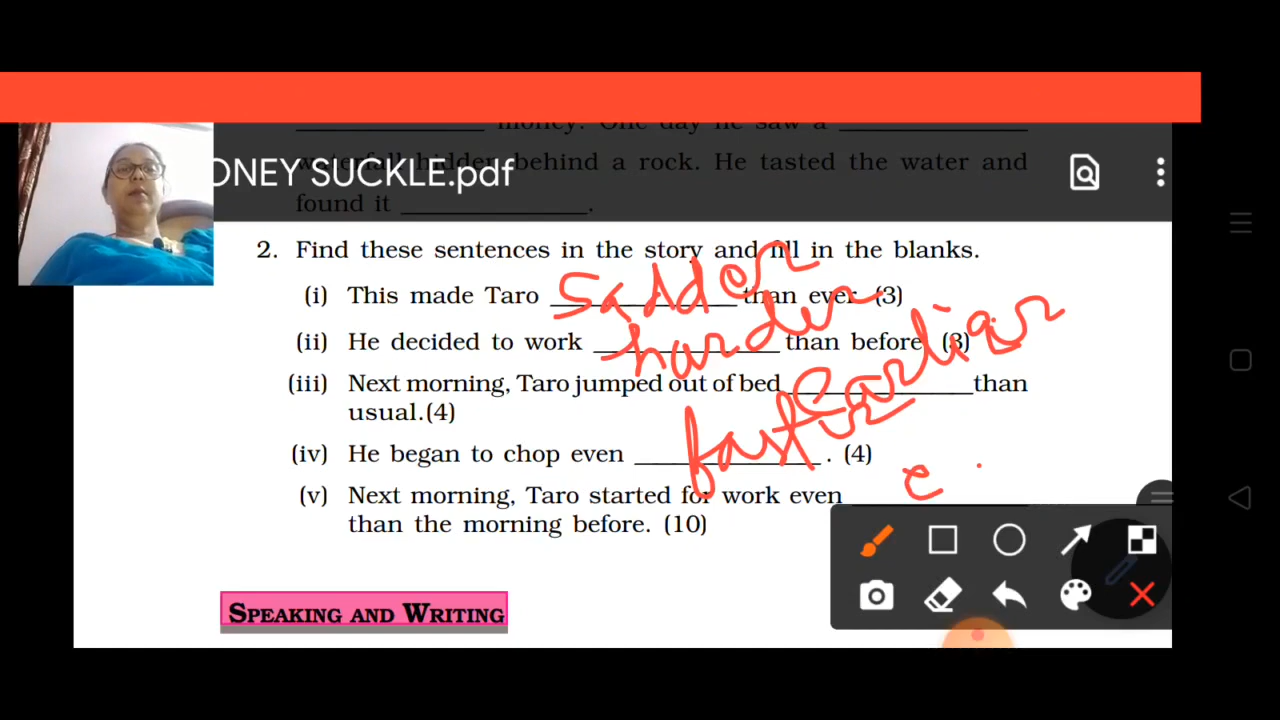 money. One day he saw a
ONEY SUCKLE.pdf
waterfall hidden behind a rock. He tasted the water and
found it ______________.
2. Find these sentences in the story and fill in the blanks.
(i) This made Taro sadder than ever. (3)
(ii) He decided to work harder than before. (3)
(iii) Next morning, Taro jumped out of bed earlier than
usual.(4)
(iv) He began to chop even faster. (4)
(v) Next morning, Taro started for work even e
than the morning before. (10)
SPEAKING AND WRITING